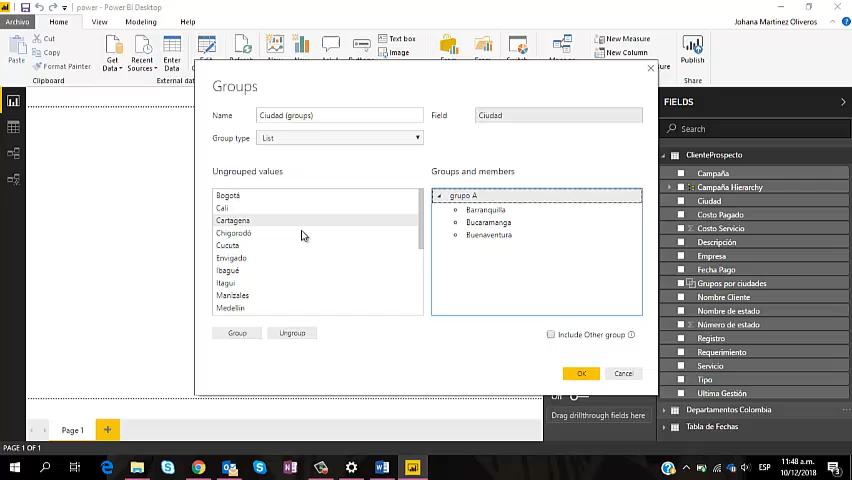 power - Power BI Desktop
Johana Martinez Oliveros
Archivo
Home
View
Modeling
Help
Paste
Cut
Copy
Format Painter
Clipboard
Get
Data
Recent
Sources
Enter
Data
Edit
External
Text box
Image
New Measure
New Column
Publish
Share
Groups
Name
Ciudad (groups)
Field
Ciudad
Group type
List
Ungrouped values
Bogotá
Cali
Cartagena
Chigorodó
Cucuta
Envigado
Ibagué
Itagui
Manizales
Medellin
Groups and members
grupo A
Barranquilla
Bucaramanga
Buenaventura
Group
Ungroup
Include Other group
OK
Cancel
FIELDS
Search
ClienteProspecto
Campaña
Campaña Hierarchy
Ciudad
Costo Pagado
Costo Servicio
Descripción
Empresa
Fecha Pago
Grupos por ciudades
Nombre Cliente
Nombre de estado
Número de estado
Registro
Requerimiento
Servicio
Tipo
Ultima Gestión
Departamentos Colombia
Tabla de Fechas
Off
Drag drillthrough fields here
Page 1
PAGE 1 OF 1
ESP
11:48 a.m.
10/12/2018